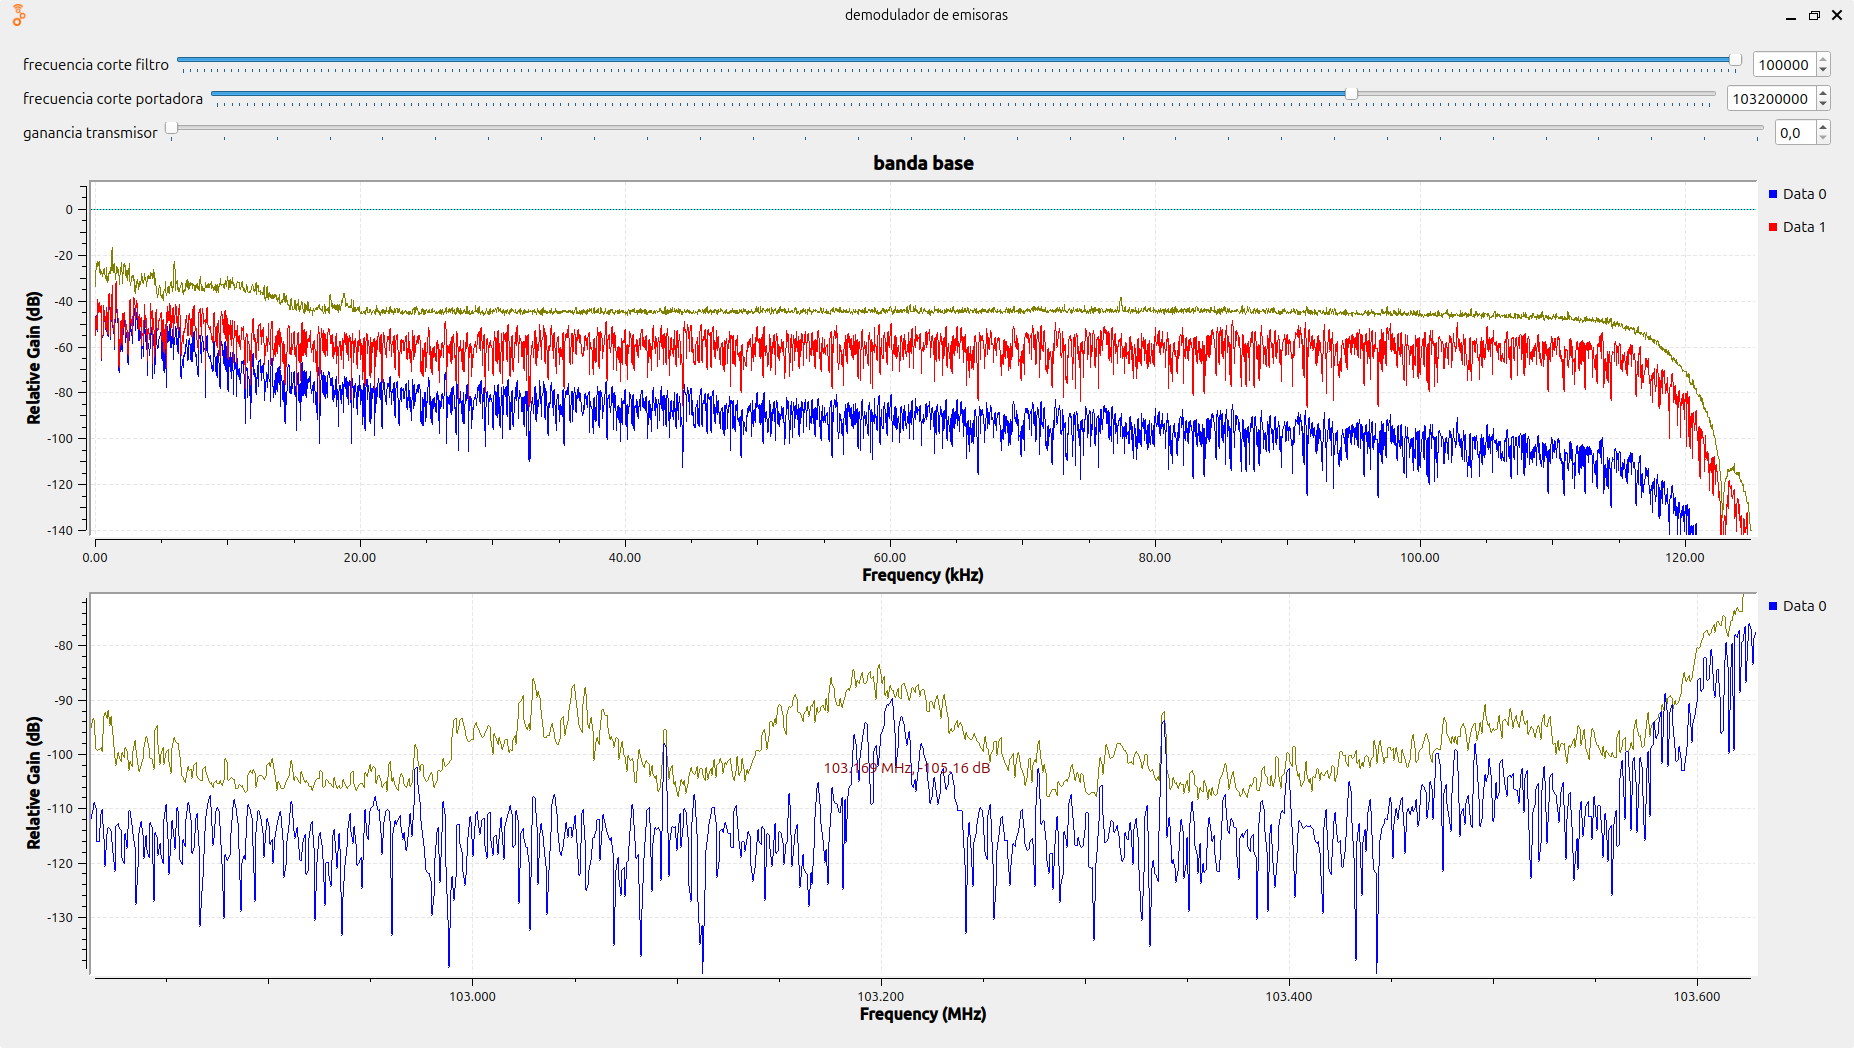 demodulador de emisoras
frecuencia corte filtro
100000
frecuencia corte portadora
103200000
ganancia transmisor
0,0
banda base
Data 0
Data 1
Relative Gain (dB)
0
-20
-40
-60
-80
-100
-120
-140
0.00
20.00
40.00
60.00
80.00
100.00
120.00
Frequency (kHz)
Data 0
Relative Gain (dB)
-80
-90
-100
-110
-120
-130
103.169 MHz, -105.16 dB
103.000
103.200
103.400
103.600
Frequency (MHz)